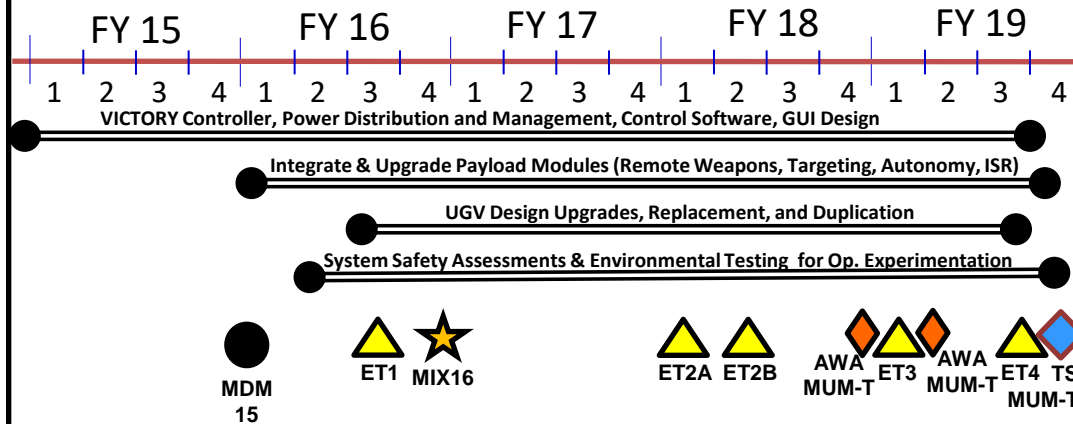 FY 15 FY 16 FY 17 FY 18 FY 19
1 2 3 4 1 2 3 4 1 2 3 4 1 2 3 4 1 2 3 4
VICTORY Controller, Power Distribution and Management, Control Software, GUI Design
Integrate & Upgrade Payload Modules (Remote Weapons, Targeting, Autonomy, ISR)
UGV Design Upgrades, Replacement, and Duplication
System Safety Assessments & Environmental Testing for Op. Experimentation
MDM
15
ET1
MIX16
ET2A
ET2B
AWA
MUM-T
ET3
AWA
MUM-T
ET4
TS
MUM-T